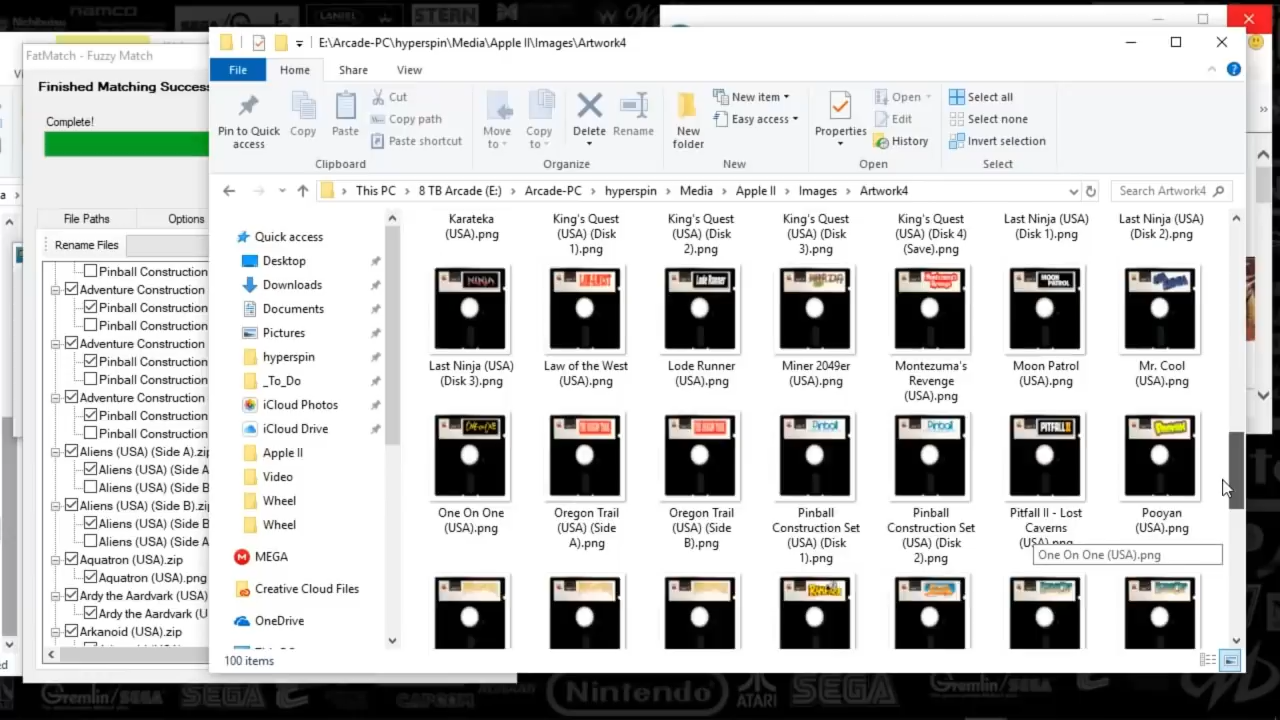 namco
LANIEL
STERN
Nichibutsu
FatMatch - Fuzzy Match
Finished Matching Succes
Complete!
File Paths
Options
Rename Files
Pinball Construction
Adventure Construction
Pinball Construction
Pinball Construction
Adventure Construction
Pinball Construction
Pinball Construction
Adventure Construction
Pinball Construction
Pinball Construction
Aliens (USA) (Side A).zip
Aliens (USA) (Side A
Aliens (USA) (Side B
Aliens (USA) (Side B).zip
Aliens (USA) (Side B
Aliens (USA) (Side A
Aquatron (USA).zip
Aquatron (USA).png
Ardy the Aardvark (USA)
Ardy the Aardvark (U
Arkanoid (USA).zip
E:\Arcade-PC\hyperspin\Media\Apple II\Images\Artwork4
File
Home
Share
View
Pin to Quick access
Copy
Paste
Cut
Copy path
Paste shortcut
Clipboard
Move to
Copy to
Delete
Rename
Organize
New folder
New item
Easy access
New
Properties
Open
Edit
History
Open
Select all
Select none
Invert selection
Select
This PC > 8 TB Arcade (E:) > Arcade-PC > hyperspin > Media > Apple II > Images > Artwork4
Search Artwork4
Quick access
Desktop
Downloads
Documents
Pictures
hyperspin
_To_Do
iCloud Photos
iCloud Drive
Apple II
Video
Wheel
Wheel
MEGA
Creative Cloud Files
OneDrive
Karateka (USA).png
King's Quest (USA) (Disk 1).png
King's Quest (USA) (Disk 2).png
King's Quest (USA) (Disk 3).png
King's Quest (USA) (Disk 4) (Save).png
Last Ninja (USA) (Disk 1).png
Last Ninja (USA) (Disk 2).png
Last Ninja (USA) (Disk 3).png
Law of the West (USA).png
Lode Runner (USA).png
Miner 2049er (USA).png
Montezuma's Revenge (USA).png
Moon Patrol (USA).png
Mr. Cool (USA).png
One On One (USA).png
Oregon Trail (USA) (Side A).png
Oregon Trail (USA) (Side B).png
Pinball Construction Set (USA) (Disk 1).png
Pinball Construction Set (USA) (Disk 2).png
Pitfall II - Lost Caverns (USA).png
Pooyan (USA).png
One On One (USA).png
100 items
Gremlin/SEGA
SEGA
CAPCOM
Nintendo
ATARI
SEGA
Gremlin/SEGA